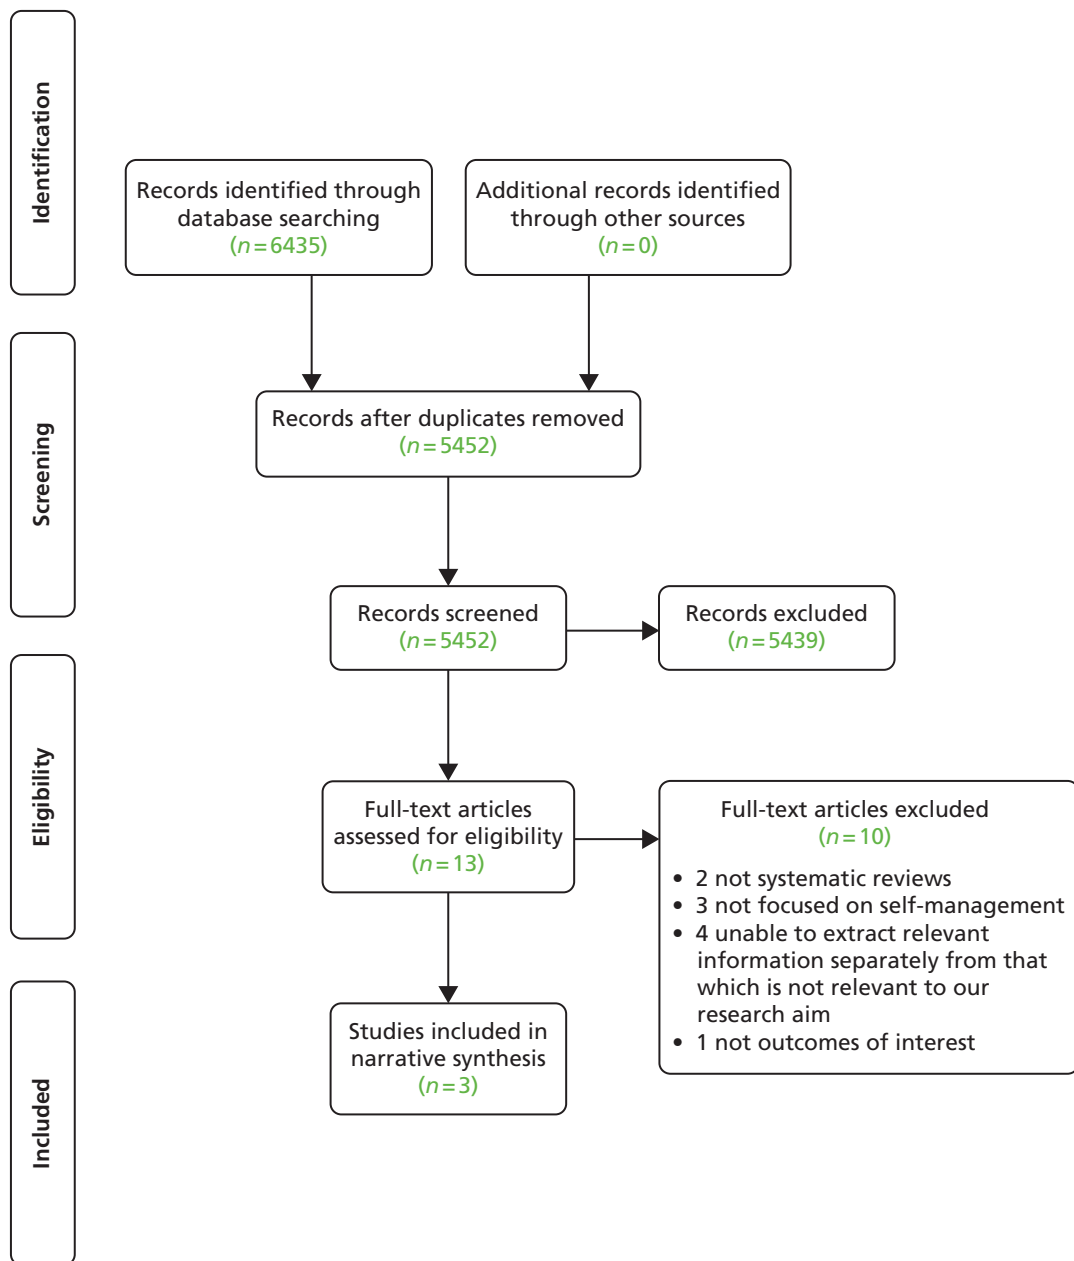 Identification
Records identified through
database searching
(n=6435)
Additional records identified
through other sources
(n=0)
Screening
Records after duplicates removed
(n=5452)
Records screened
(n=5452)
Records excluded
(n=5439)
Eligibility
Full-text articles
assessed for eligibility
(n=13)
Full-text articles excluded
(n=10)
• 2 not systematic reviews
• 3 not focused on self-management
• 4 unable to extract relevant
information separately from that
which is not relevant to our
research aim
• 1 not outcomes of interest
Included
Studies included in
narrative synthesis
(n=3)